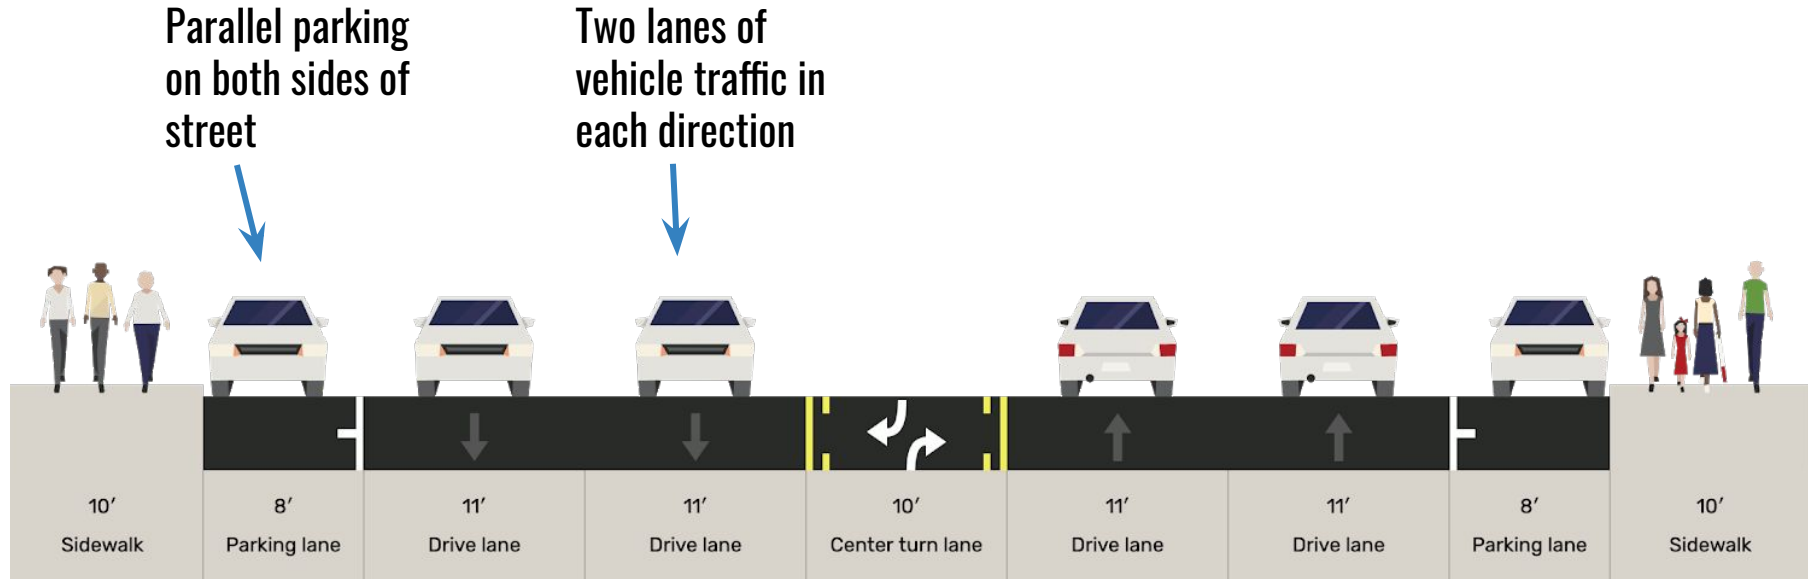 Parallel parking
on both sides of
street
Two lanes of
vehicle traffic in
each direction
10′
Sidewalk
8′
Parking lane
11′
Drive lane
11′
Drive lane
10′
Center turn lane
11′
Drive lane
11′
Drive lane
8′
Parking lane
10′
Sidewalk